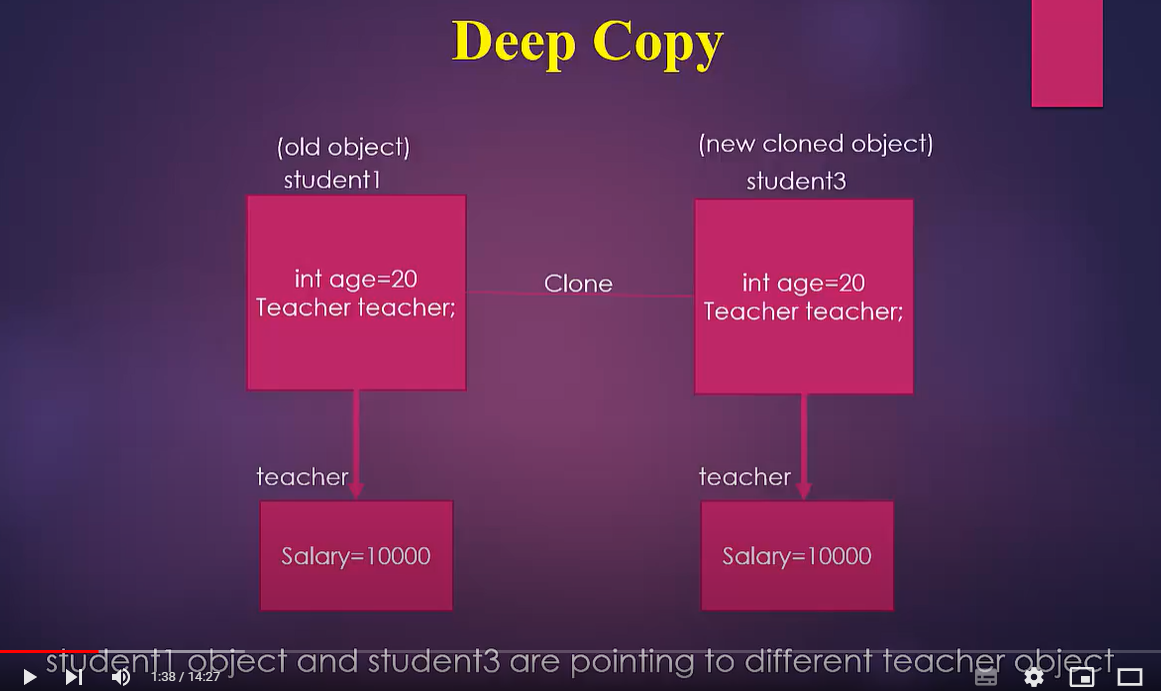 Deep Copy
(old object)
student1
(new cloned object)
student3
int age=20
Teacher teacher;
Clone
int age=20
Teacher teacher;
teacher
teacher
Salary=10000
Salary=10000
student1 object and student3 are pointing to different teacher object
1:38 / 14:27